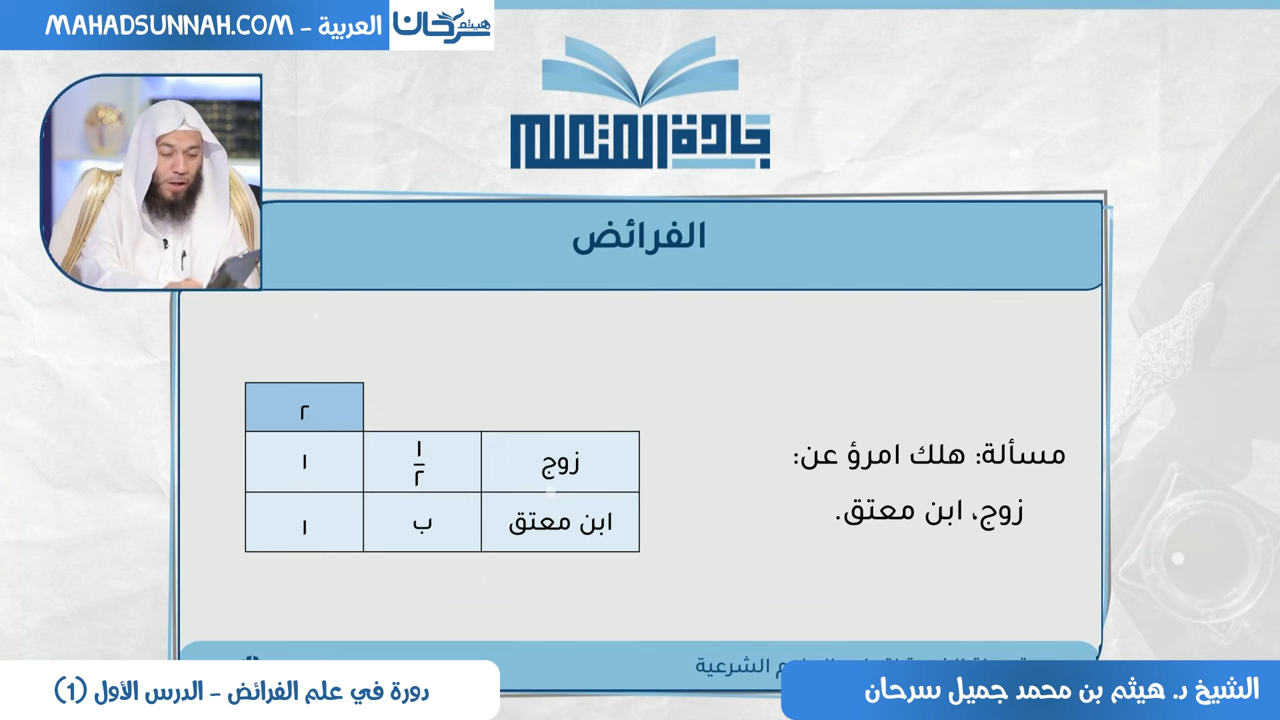 العربية - MAHADSUNNAH.COM
هيثم سرحان
جادة المتعلم
الفرائض
مسألة: هلك امرؤ عن:
زوج، ابن معتق.
٢
زوج ١/٢ ١
ابن معتق ب ١
الشرعية
الشيخ د. هيثم بن محمد جميل سرحان
دورة في علم الفرائض - الدرس الأول (1)